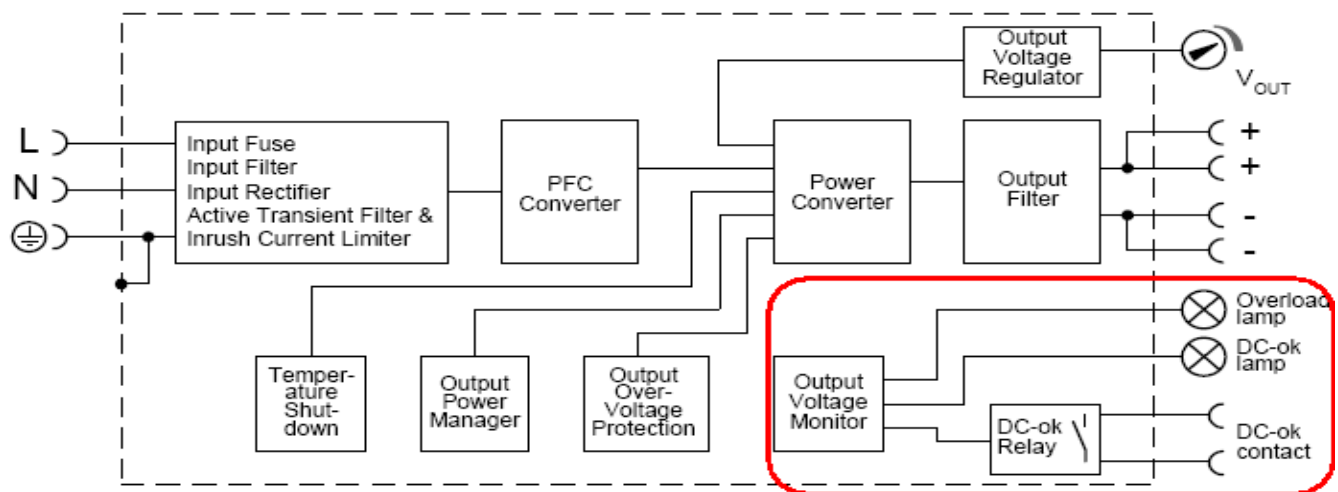 Output
Voltage
Regulator
V OUT
L
N
Input Fuse
Input Filter
Input Rectifier
Active Transient Filter &
Inrush Current Limiter
PFC
Converter
Power
Converter
Output
Filter
+
+
-
-
Temper-
ature
Shut-
down
Output
Power
Manager
Output
Over-
Voltage
Protection
Output
Voltage
Monitor
Overload
lamp
DC-ok
lamp
DC-ok
Relay
DC-ok
contact